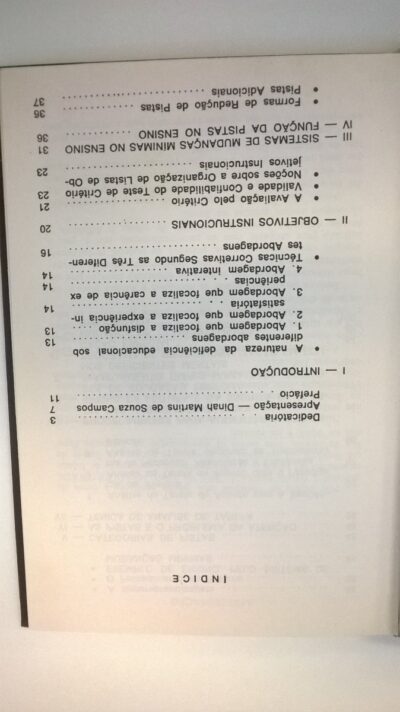 ÍNDICE
Dedicatória 3
Apresentação — Dinah Martins de Souza Campos 7
Prefácio 11
I — INTRODUÇÃO
• A natureza da deficiência educacional sob
diferentes abordagens 13
1. Abordagem que focaliza a disfunção 13
2. Abordagem que focaliza a experiência in-
satisfatória 14
3. Abordagem que focaliza a carência de ex
periências 14
4. Abordagem interativa 14
• Técnicas Corretivas Segundo as Três Diferen-
tes Abordagens 16
II — OBJETIVOS INSTRUCIONAIS 20
• A Avaliação pelo Critério 21
• Validade e Confiabilidade do Teste de Critério 23
• Noções sobre a Organização de Listas de Ob-
jetivos Instrucionais 23
III — SISTEMAS DE MUDANÇAS MÍNIMAS NO ENSINO 31
IV — FUNÇÃO DA PISTAS NO ENSINO 36
• Formas de Redução de Pistas 36
• Pistas Adicionais 37